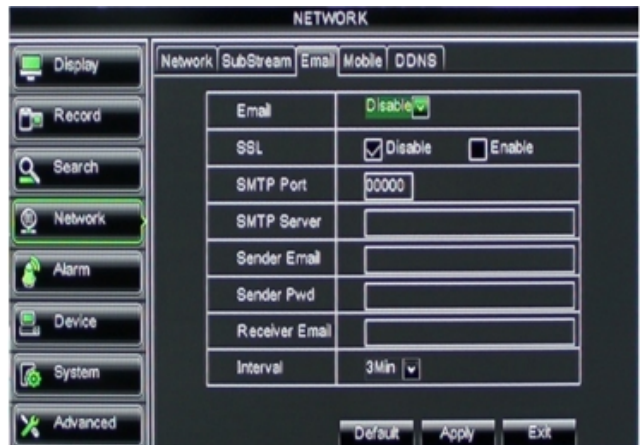 NETWORK
Display
Record
Search
Network
Alarm
Device
System
Advanced
Network SubStream Email Mobile DDNS
Email Disable
SSL Disable Enable
SMTP Port 00000
SMTP Server
Sender Email
Sender Pwd
Receiver Email
Interval 3Min
Default Apply Exit